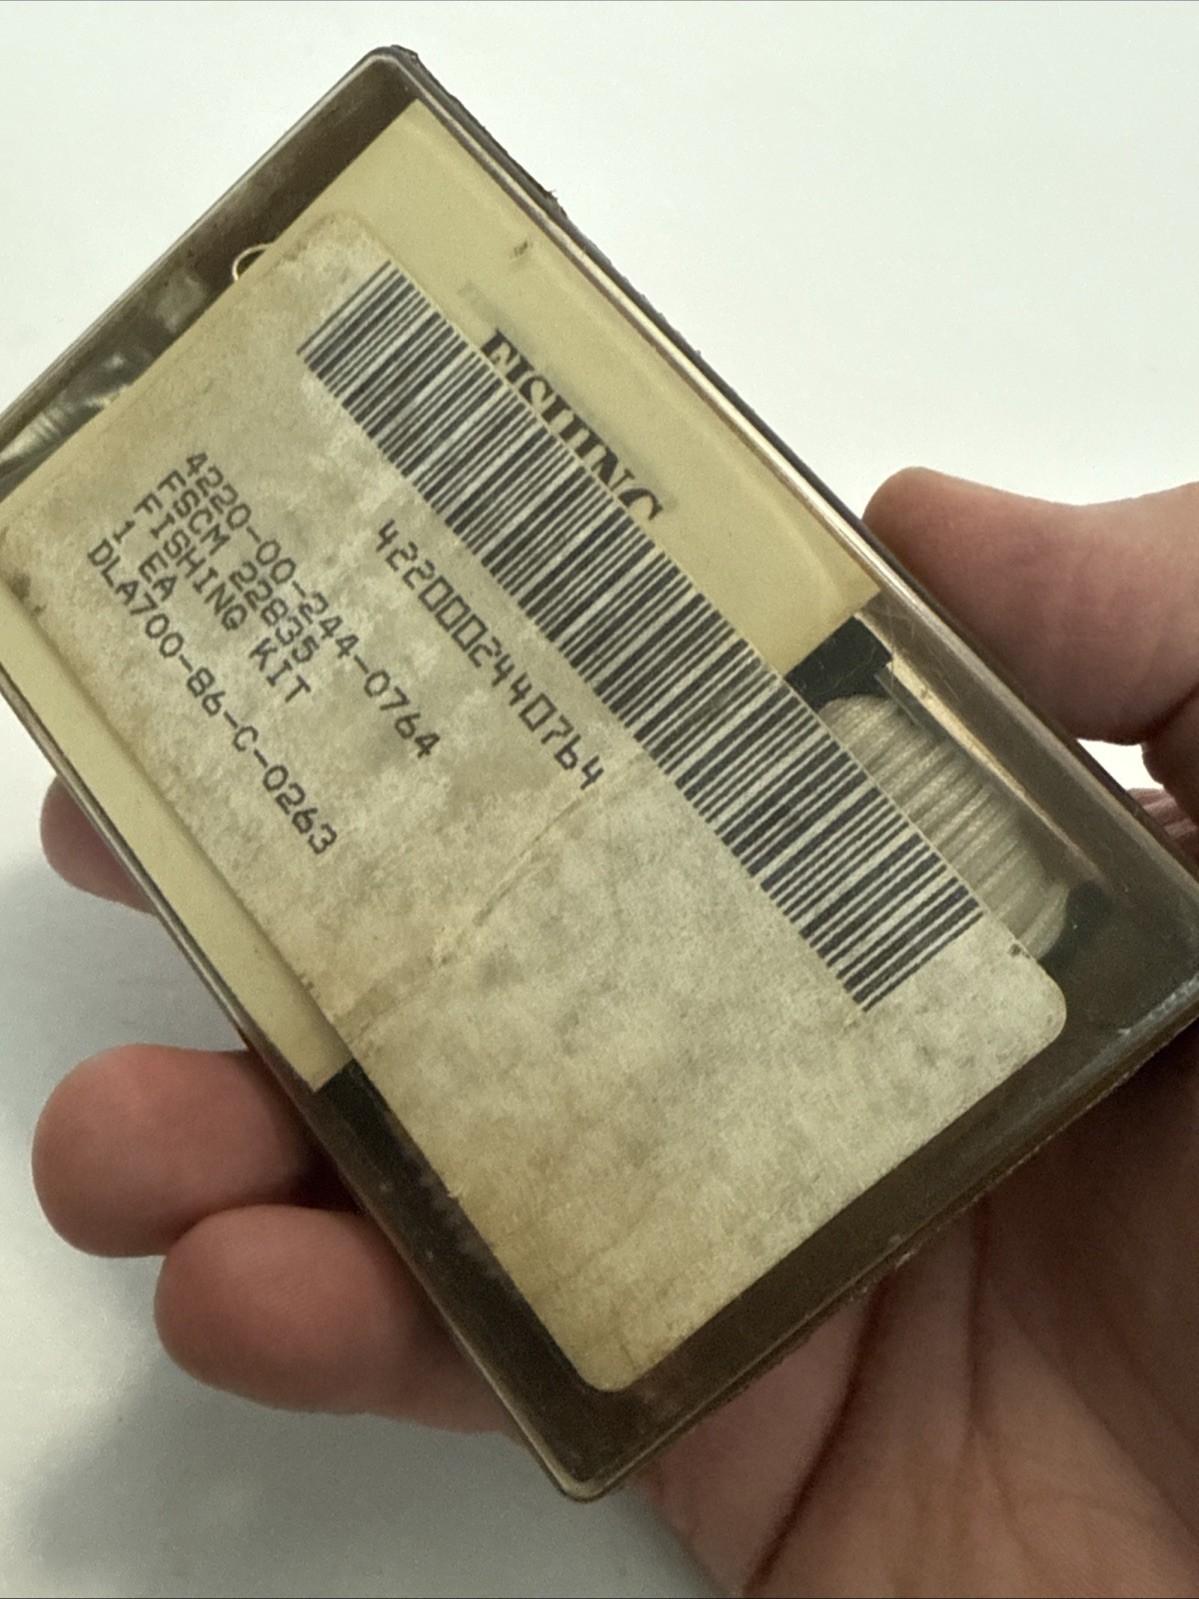 FISHING
4220002440764
4220-00-244-0764
FSCM 22835
FISHING KIT
1 EA
DLA700-86-C-0263